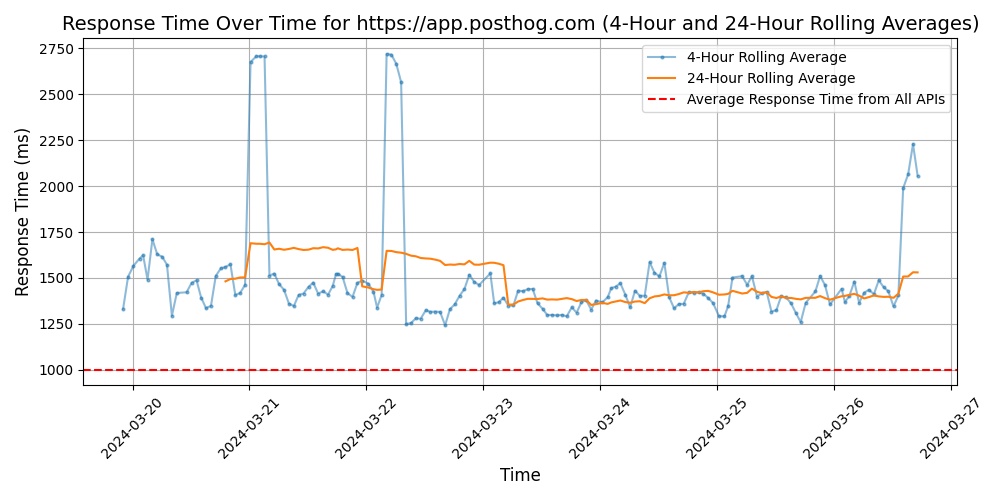 Response Time Over Time for https://app.posthog.com (4-Hour and 24-Hour Rolling Averages)
4-Hour Rolling Average
24-Hour Rolling Average
Average Response Time from All APIs
Response Time (ms)
2750
2500
2250
2000
1750
1500
1250
1000
2024-03-20
2024-03-21
2024-03-22
2024-03-23
2024-03-24
2024-03-25
2024-03-26
2024-03-27
Time